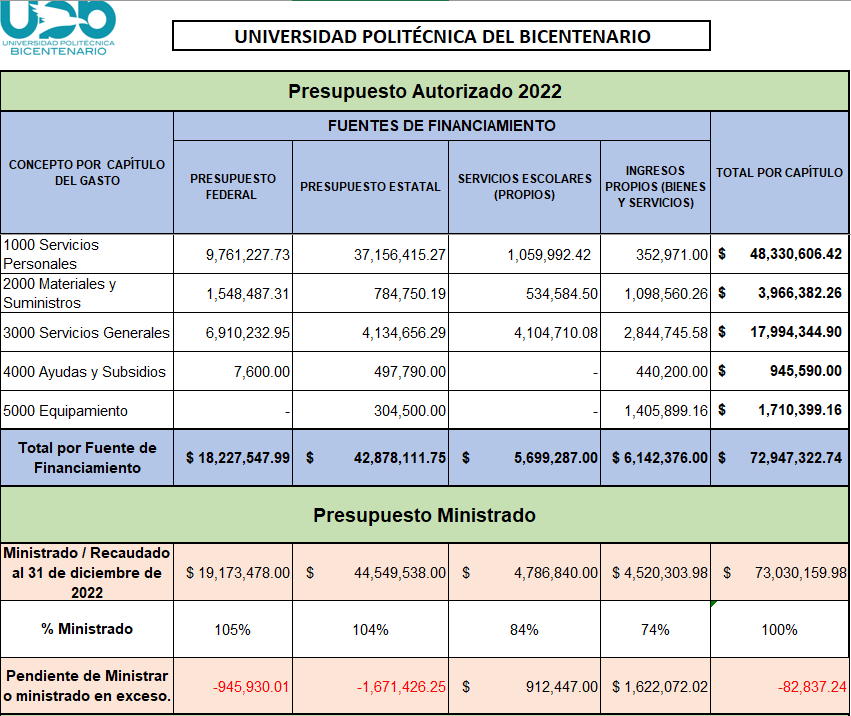 UPB
UNIVERSIDAD POLITÉCNICA
BICENTENARIO
UNIVERSIDAD POLITÉCNICA DEL BICENTENARIO
Presupuesto Autorizado 2022
CONCEPTO POR CAPÍTULO
DEL GASTO
FUENTES DE FINANCIAMIENTO
PRESUPUESTO
FEDERAL
PRESUPUESTO ESTATAL
SERVICIOS ESCOLARES
(PROPIOS)
INGRESOS
PROPIOS (BIENES
Y SERVICIOS)
TOTAL POR CAPÍTULO
1000 Servicios
Personales
9,761,227.73 37,156,415.27 1,059,992.42 352,971.00 $ 48,330,606.42
2000 Materiales y
Suministros
1,548,487.31 784,750.19 534,584.50 1,098,560.26 $ 3,966,382.26
3000 Servicios Generales 6,910,232.95 4,134,656.29 4,104,710.08 2,844,745.58 $ 17,994,344.90
4000 Ayudas y Subsidios 7,600.00 497,790.00 - 440,200.00 $ 945,590.00
5000 Equipamiento - 304,500.00 - 1,405,899.16 $ 1,710,399.16
Total por Fuente de
Financiamiento
$ 18,227,547.99 $ 42,878,111.75 $ 5,699,287.00 $ 6,142,376.00 $ 72,947,322.74
Presupuesto Ministrado
Ministrado / Recaudado
al 31 de diciembre de
2022
$ 19,173,478.00 $ 44,549,538.00 $ 4,786,840.00 $ 4,520,303.98 $ 73,030,159.98
% Ministrado 105% 104% 84% 74% 100%
Pendiente de Ministrar
o ministrado en exceso.
-945,930.01 -1,671,426.25 $ 912,447.00 $ 1,622,072.02 -82,837.24